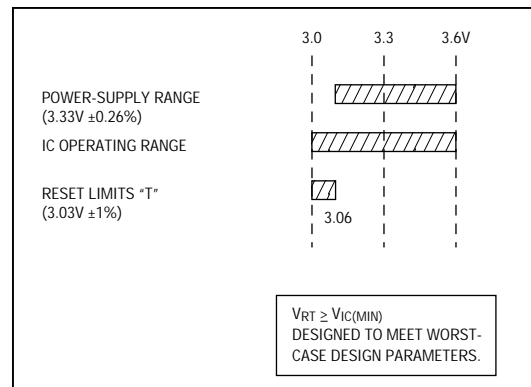 3.0 3.3 3.6V
POWER-SUPPLY RANGE
(3.33V ±0.26%)
IC OPERATING RANGE
RESET LIMITS “T”
(3.03V ±1%)
3.06
VRT ≥ VIC(MIN)
DESIGNED TO MEET WORST-
CASE DESIGN PARAMETERS.